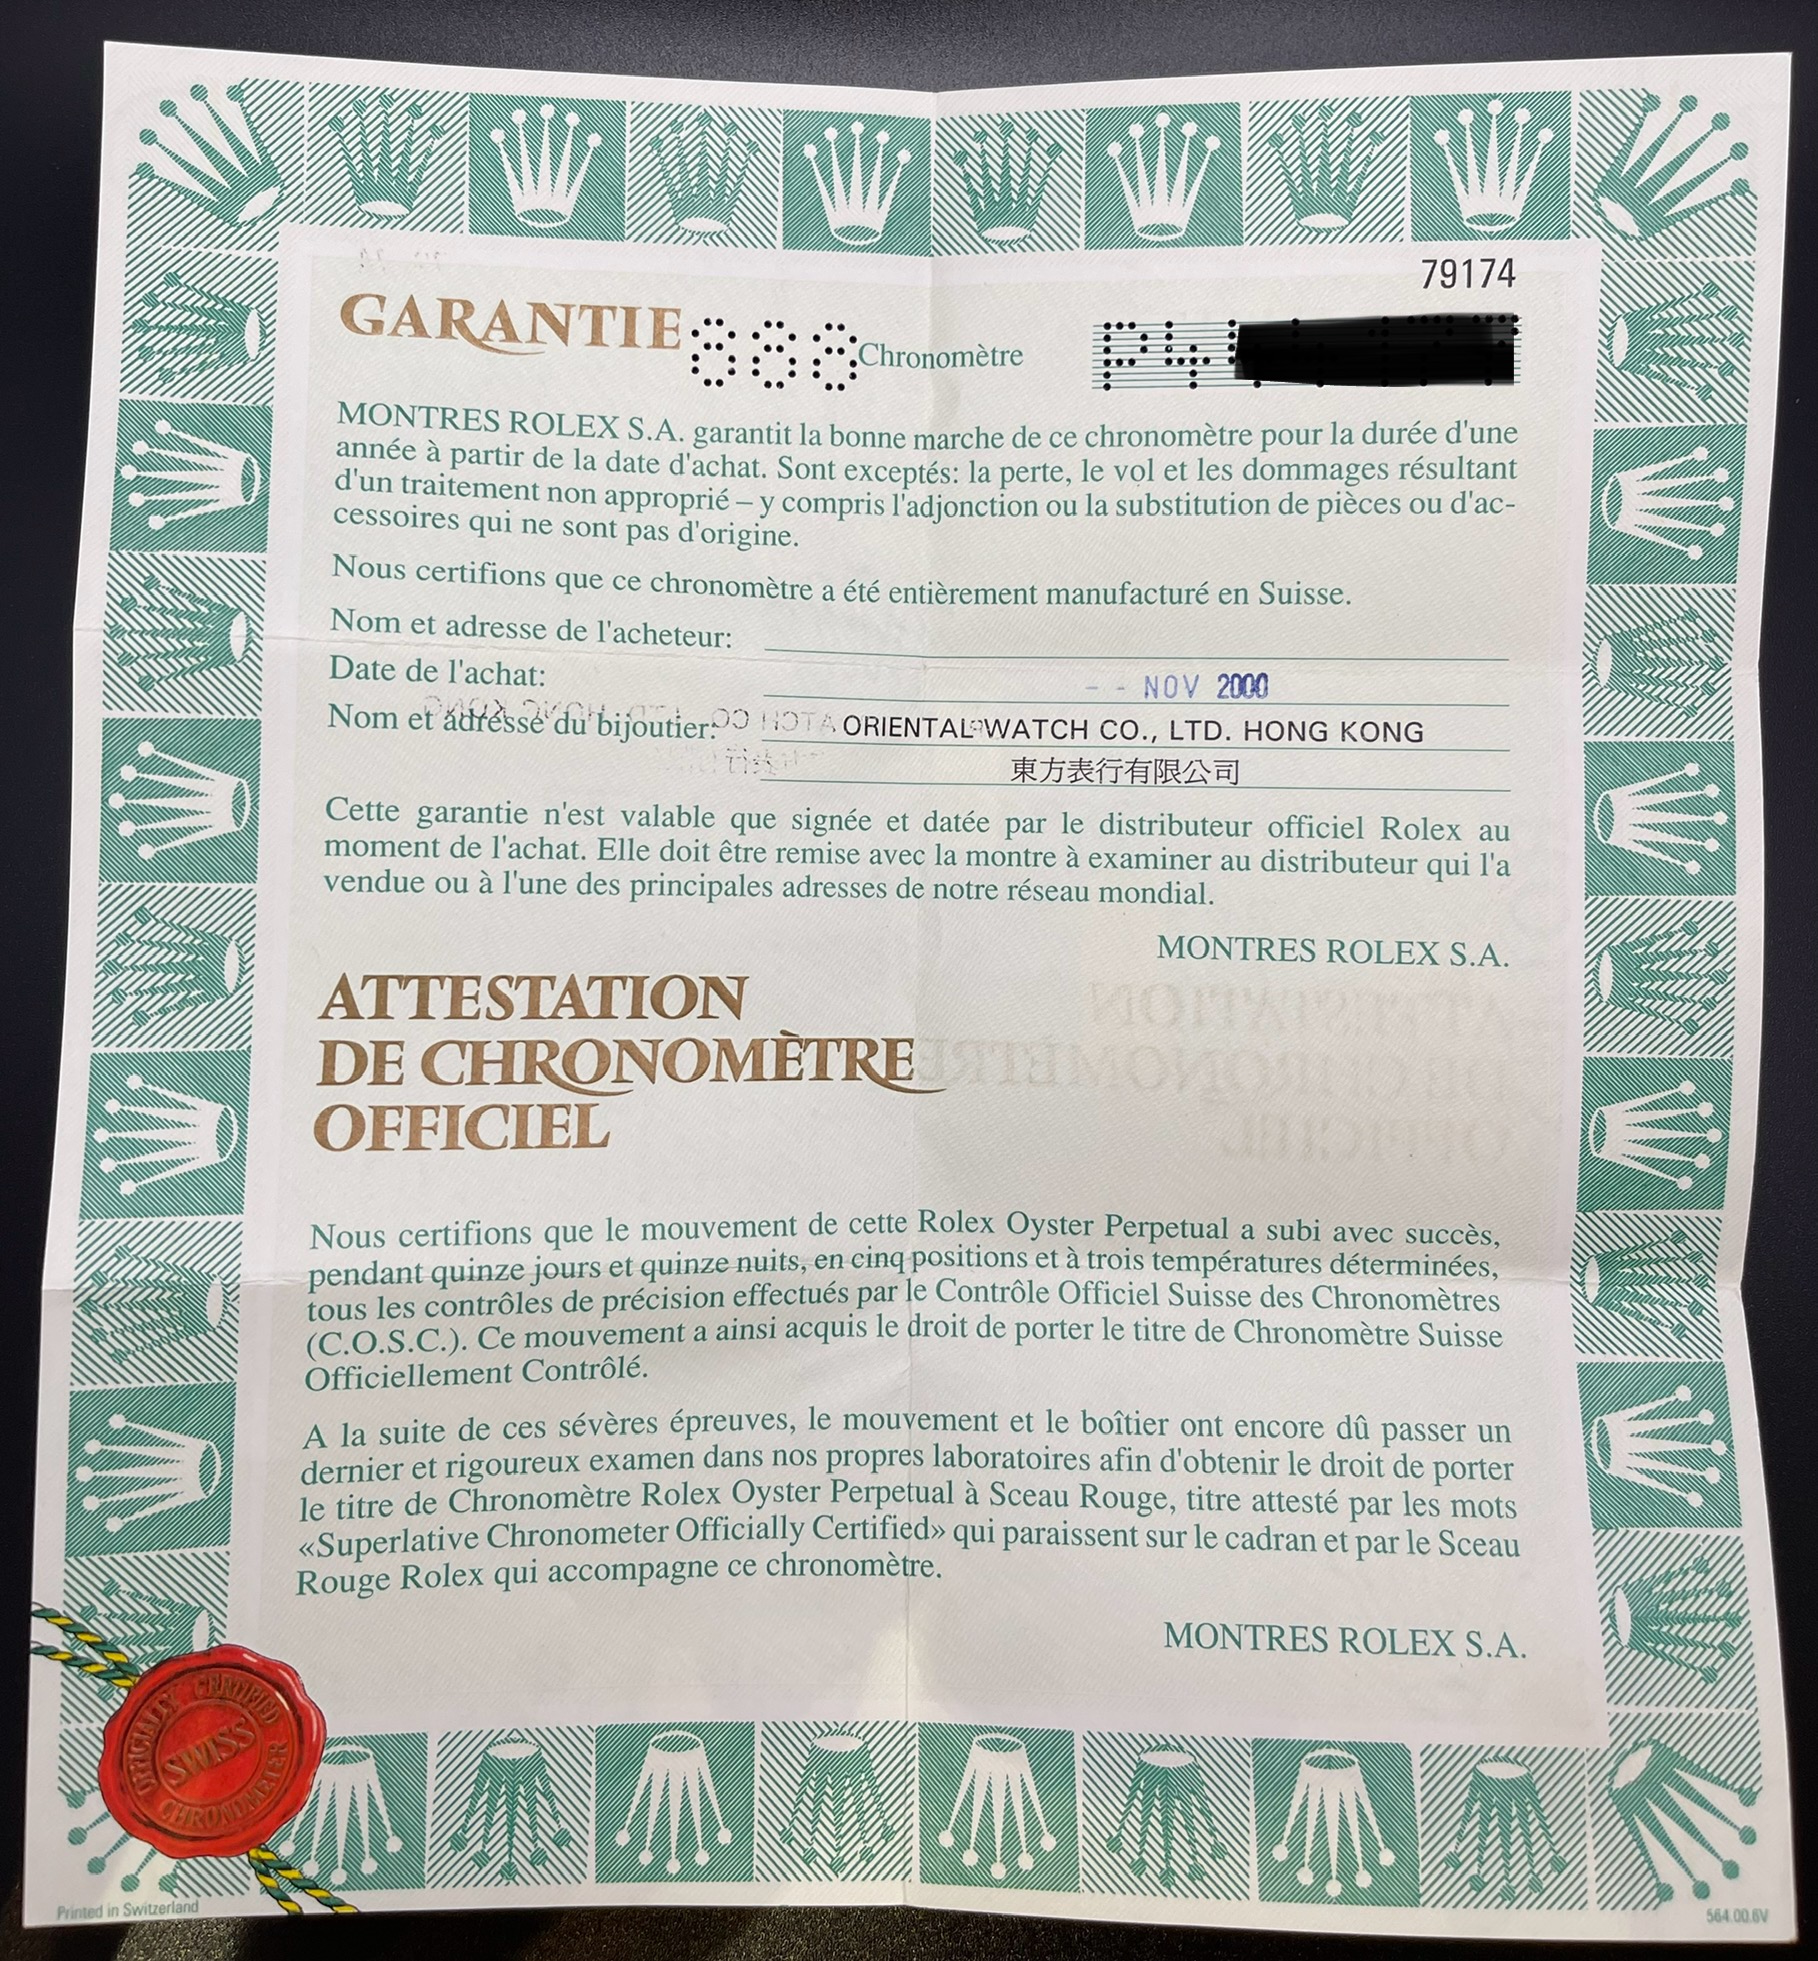 79174
GARANTIE 888 Chronomètre P4
MONTRES ROLEX S.A. garantit la bonne marche de ce chronomètre pour la durée d'une
année à partir de la date d'achat. Sont exceptés: la perte, le vol et les dommages résultant
d'un traitement non approprié – y compris l'adjonction ou la substitution de pièces ou d'ac-
cessoires qui ne sont pas d'origine.
Nous certifions que ce chronomètre a été entièrement manufacturé en Suisse.
Nom et adresse de l'acheteur:
Date de l'achat: - - NOV 2000
Nom et adresse du bijoutier: ORIENTAL WATCH CO., LTD. HONG KONG
東方表行有限公司
Cette garantie n'est valable que signée et datée par le distributeur officiel Rolex au
moment de l'achat. Elle doit être remise avec la montre à examiner au distributeur qui l'a
vendue ou à l'une des principales adresses de notre réseau mondial.
MONTRES ROLEX S.A.
ATTESTATION
DE CHRONOMÈTRE
OFFICIEL
Nous certifions que le mouvement de cette Rolex Oyster Perpetual a subi avec succès,
pendant quinze jours et quinze nuits, en cinq positions et à trois températures déterminées,
tous les contrôles de précision effectués par le Contrôle Officiel Suisse des Chronomètres
(C.O.S.C.). Ce mouvement a ainsi acquis le droit de porter le titre de Chronomètre Suisse
Officiellement Contrôlé.
A la suite de ces sévères épreuves, le mouvement et le boîtier ont encore dû passer un
dernier et rigoureux examen dans nos propres laboratoires afin d'obtenir le droit de porter
le titre de Chronomètre Rolex Oyster Perpetual à Sceau Rouge, titre attesté par les mots
«Superlative Chronometer Officially Certified» qui paraissent sur le cadran et par le Sceau
Rouge Rolex qui accompagne ce chronomètre.
MONTRES ROLEX S.A.
OFFICIALLY CERTIFIED
SWISS
CHRONOMETER
Printed in Switzerland
564.00.6V